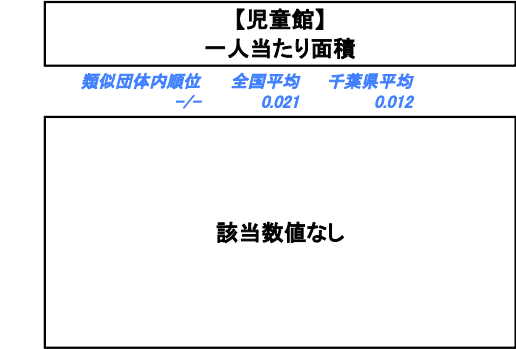 【児童館】
一人当たり面積
類似団体内順位 全国平均 千葉県平均
-/- 0.021 0.012
該当数値なし